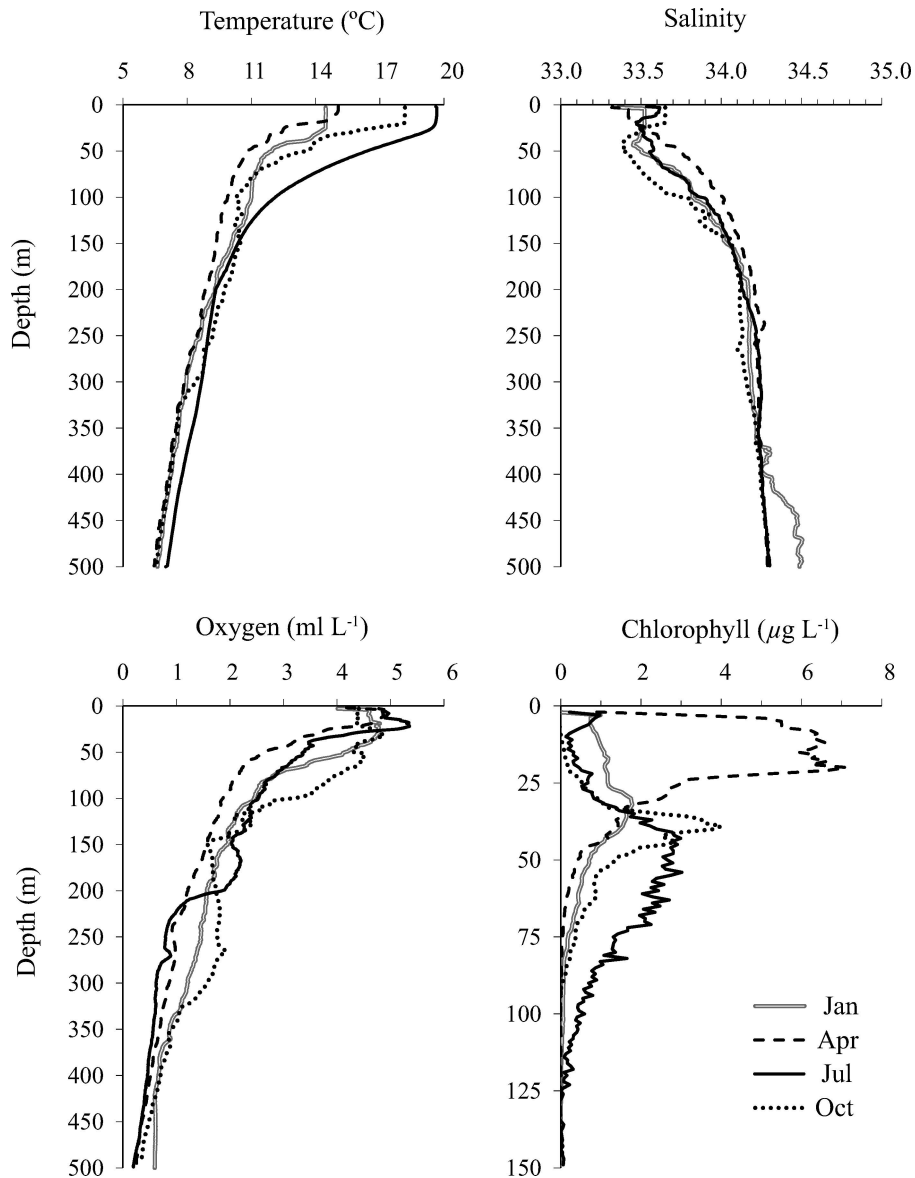 Temperature (ºC)
5 8 11 14 17 20
0
50
100
150
200
250
300
350
400
450
500
Depth (m)
Salinity
33.0 33.5 34.0 34.5 35.0
0
50
100
150
200
250
300
350
400
450
500
Oxygen (ml L-1)
0 1 2 3 4 5 6
0
50
100
150
200
250
300
350
400
450
500
Depth (m)
Chlorophyll (µg L-1)
0 2 4 6 8
0
25
50
75
100
125
150
Jan
Apr
Jul
Oct